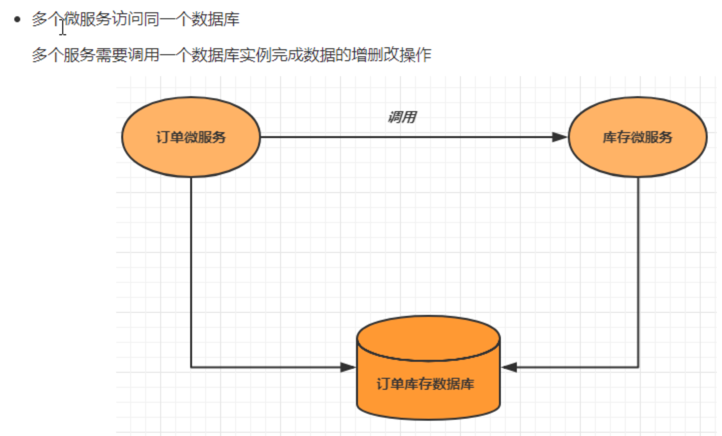 多个微服务访问同一个数据库
多个服务需要调用一个数据库实例完成数据的增删改操作
调用
订单微服务
库存微服务
订单库存数据库